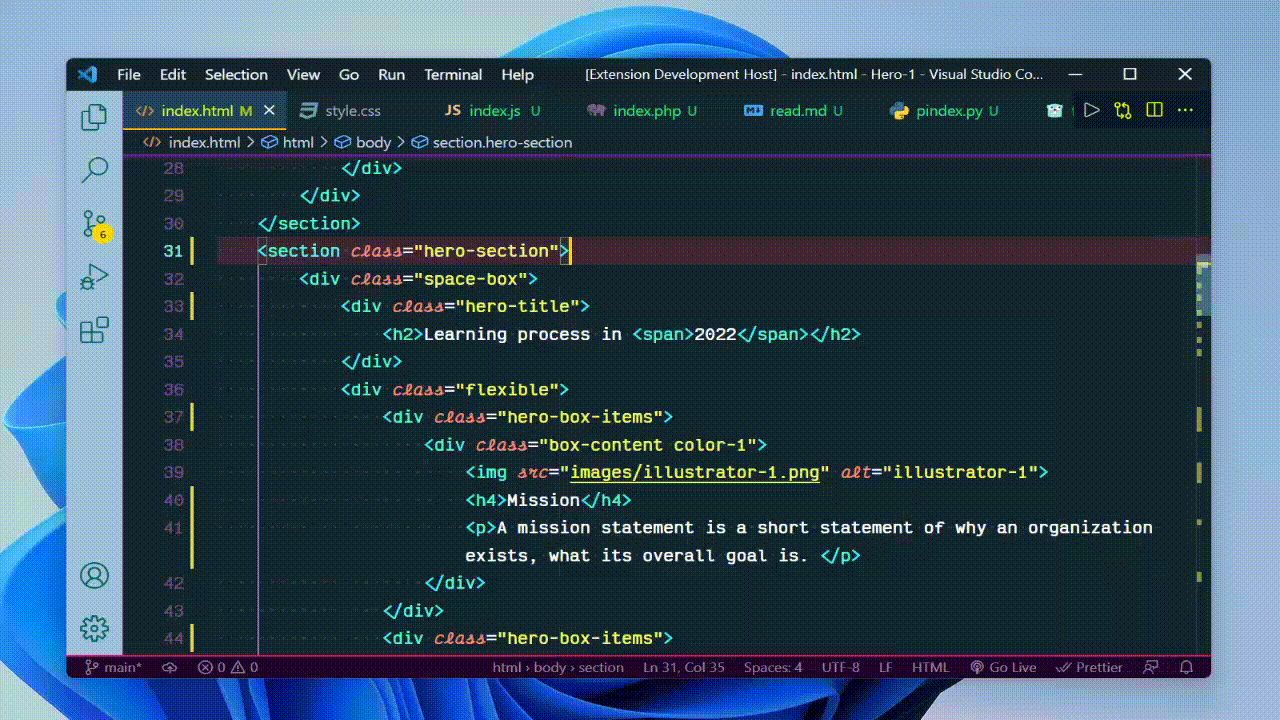 File Edit Selection View Go Run Terminal Help [Extension Development Host] - index.html - Hero-1 - Visual Studio Co...
index.html M style.css JS index.js U index.php U read.md U pindex.py U
index.html > html > body > section.hero-section
28 </div>
29 </div>
30 </section>
31 <section class="hero-section">
32 <div class="space-box">
33 <div class="hero-title">
34 <h2>Learning process in <span>2022</span></h2>
35 </div>
36 <div class="flexible">
37 <div class="hero-box-items">
38 <div class="box-content color-1">
39 <img src="images/illustrator-1.png" alt="illustrator-1">
40 <h4>Mission</h4>
41 <p>A mission statement is a short statement of why an organization
exists, what its overall goal is. </p>
42 </div>
43 </div>
44 <div class="hero-box-items">
6
main* 0 0 html › body › section Ln 31, Col 35 Spaces: 4 UTF-8 LF HTML Go Live Prettier